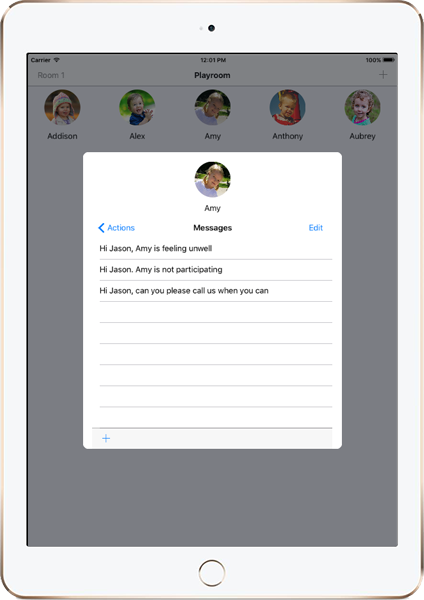 Carrier 12:01 PM 100%
Room 1 Playroom +
Addison Alex Amy Anthony Aubrey
Amy
Actions Messages Edit
Hi Jason, Amy is feeling unwell
Hi Jason. Amy is not participating
Hi Jason, can you please call us when you can
+